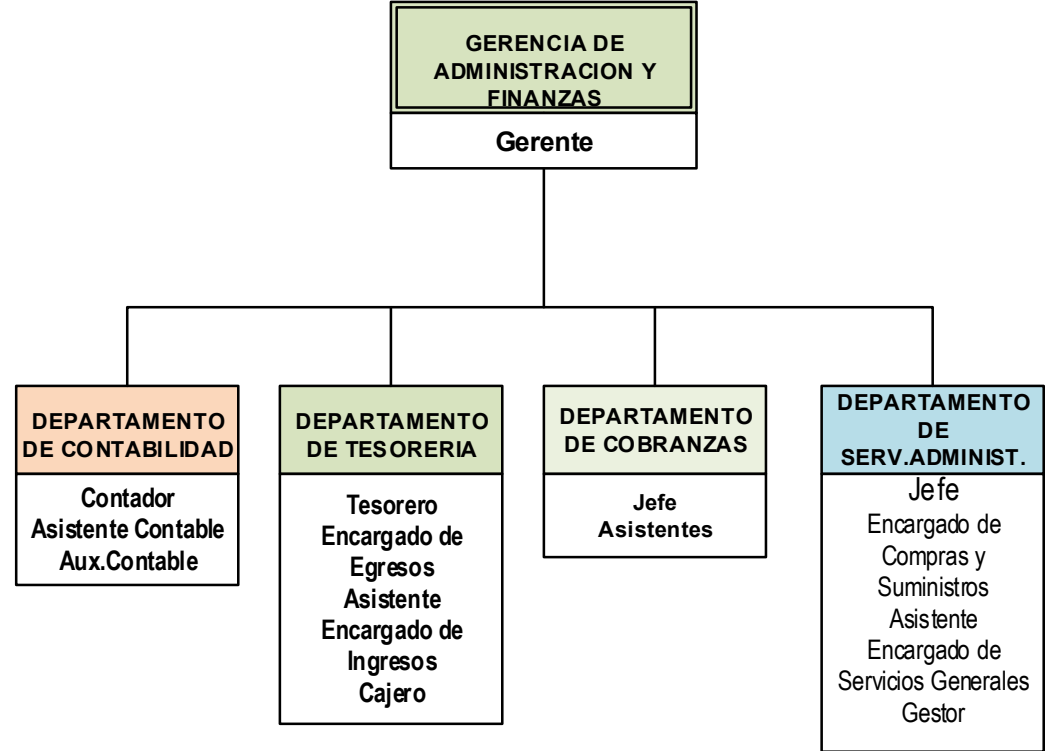 GERENCIA DE
ADMINISTRACION Y
FINANZAS
Gerente
DEPARTAMENTO
DE CONTABILIDAD
Contador
Asistente Contable
Aux.Contable
DEPARTAMENTO
DE TESORERIA
Tesorero
Encargado de
Egresos
Asistente
Encargado de
Ingresos
Cajero
DEPARTAMENTO
DE COBRANZAS
Jefe
Asistentes
DEPARTAMENTO
DE
SERV.ADMINIST.
Jefe
Encargado de
Compras y
Suministros
Asistente
Encargado de
Servicios Generales
Gestor